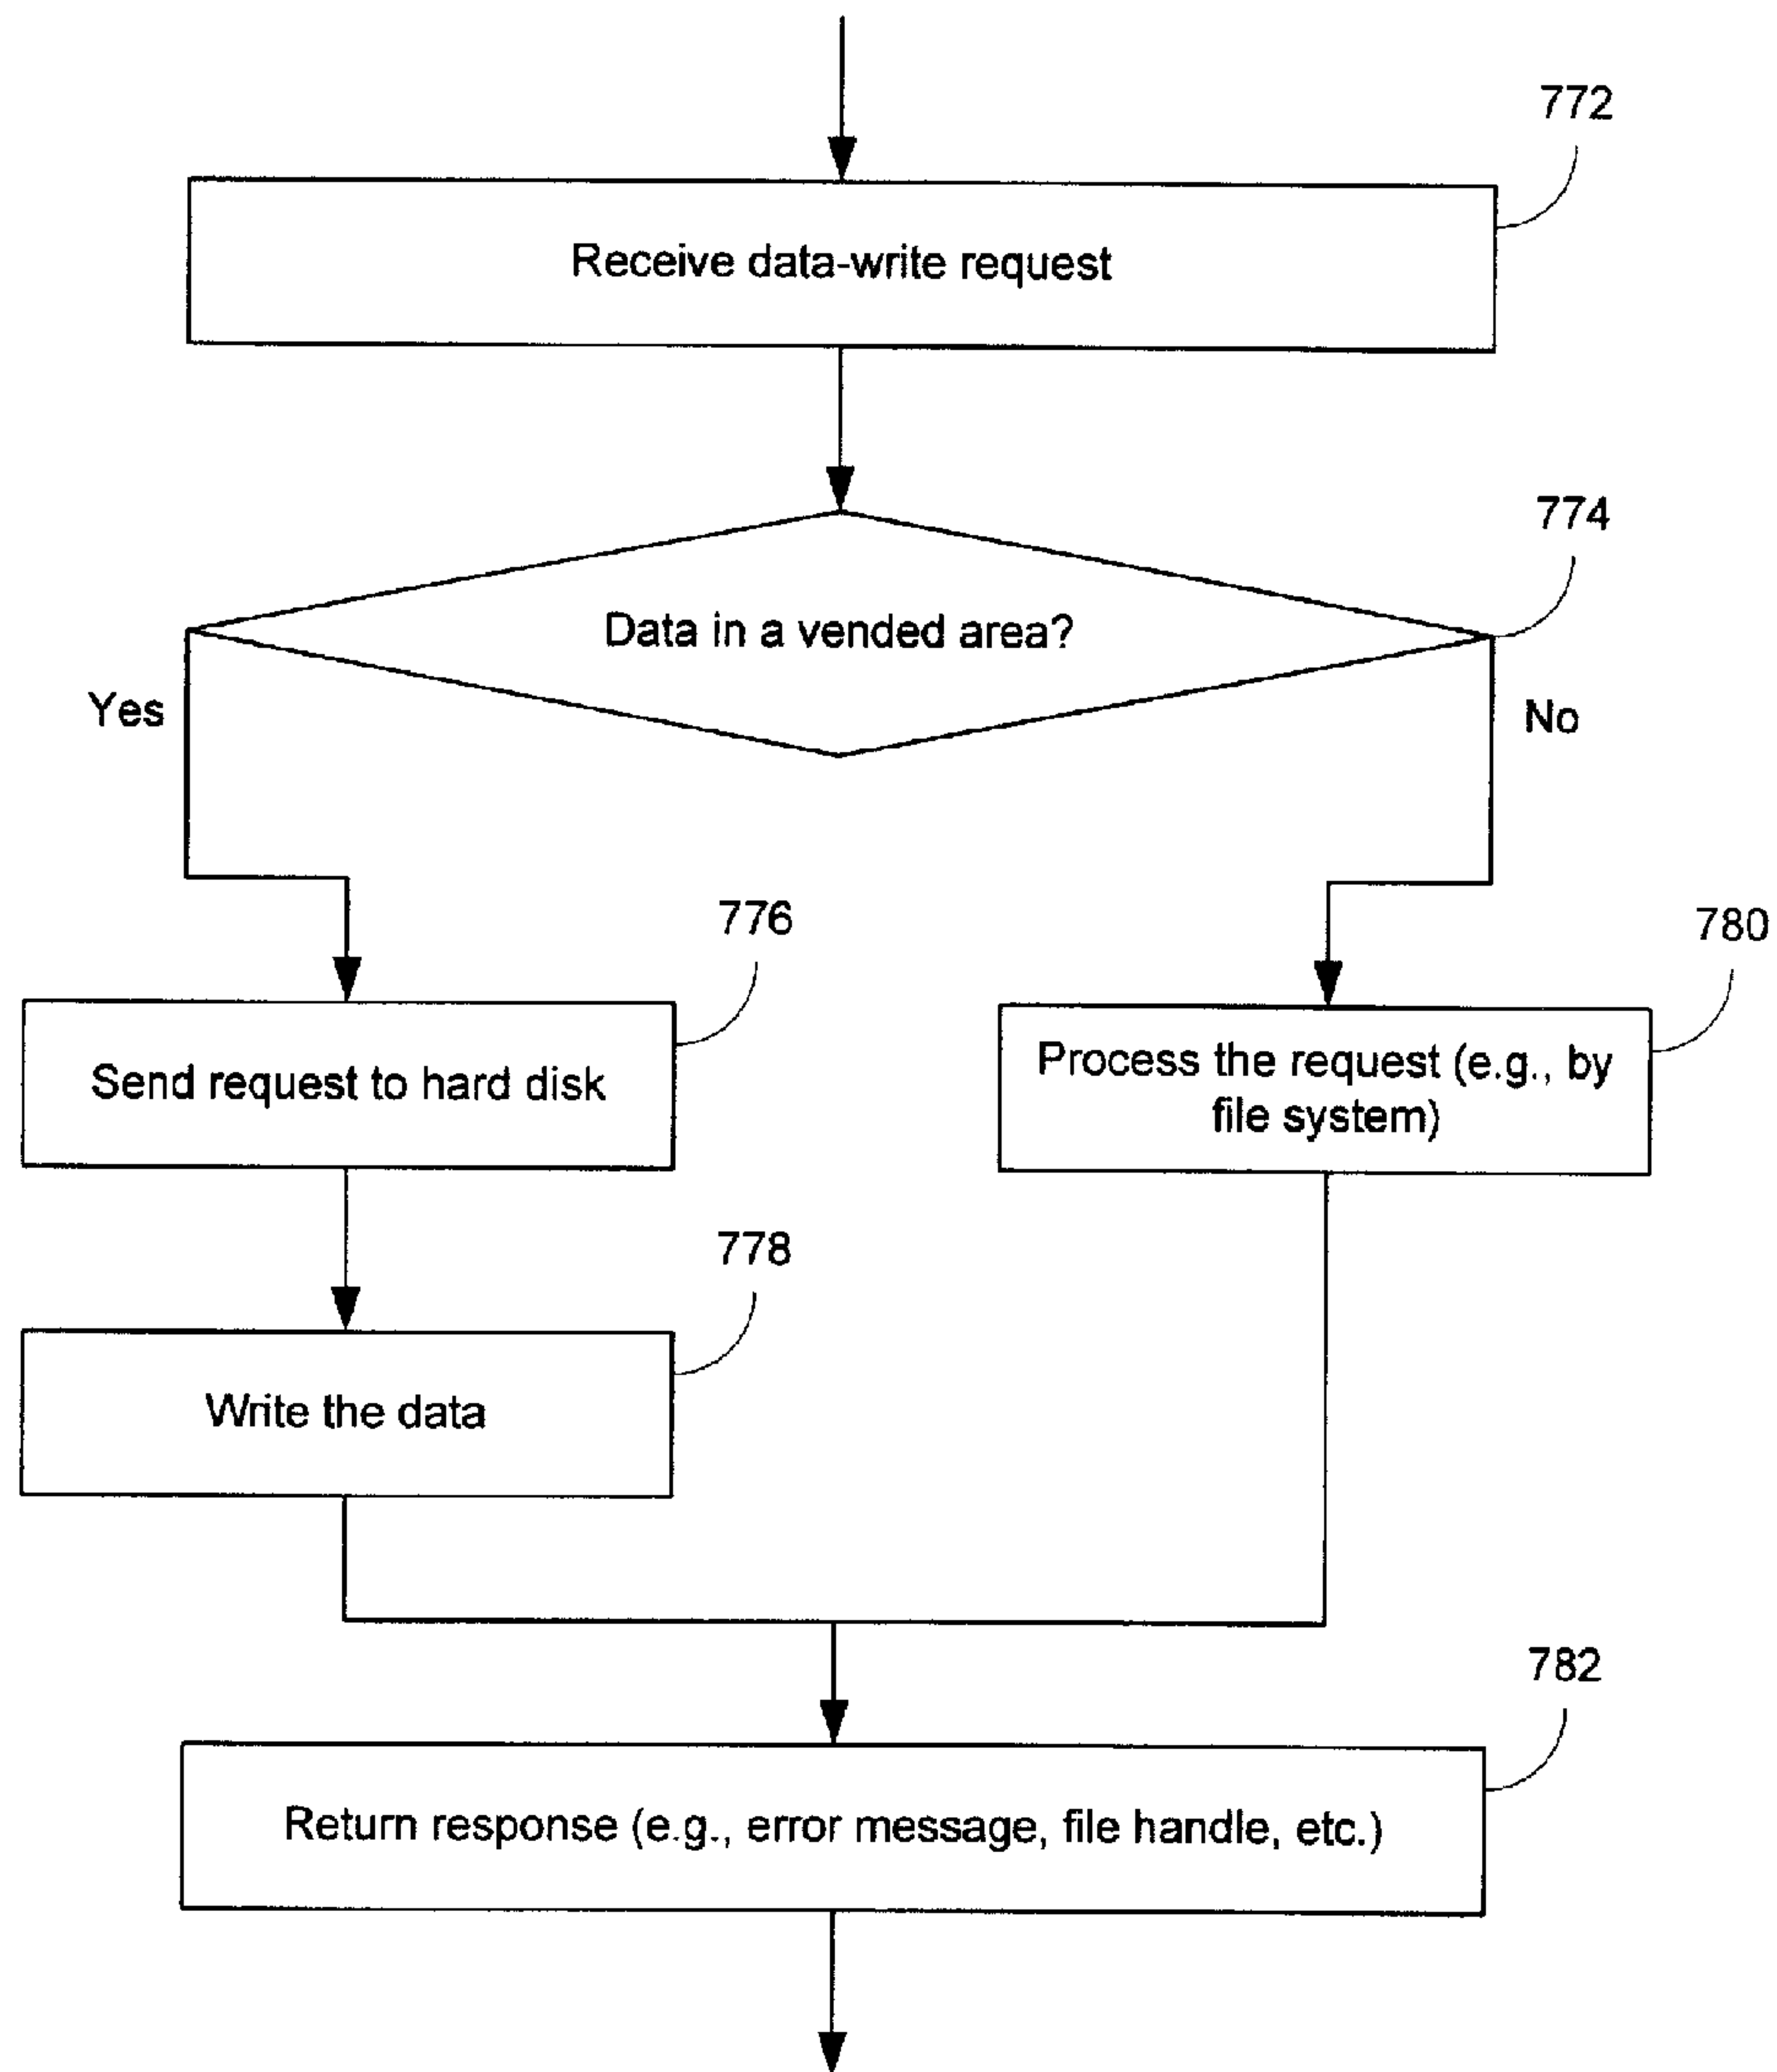 772
Receive data-write request
774
Data in a vended area?
Yes
No
776
780
Send request to hard disk
Process the request (e.g., by
file system)
778
Write the data
782
Return response (e.g., error message, file handle, etc.)